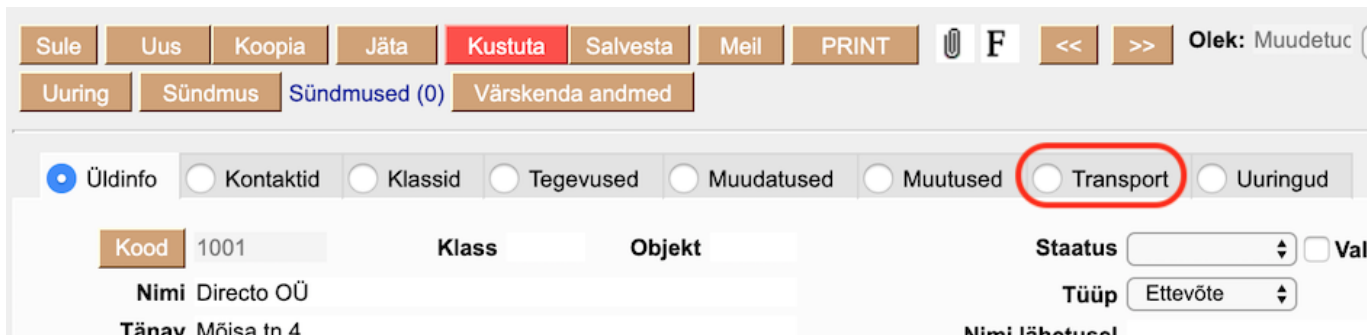 Sule Uus Koopia Jäta Kustuta Salvesta Meil PRINT F << >> Olek: Muudetud
Uuring Sündmus Sündmused (0) Värskenda andmed
Üldinfo Kontaktid Klassid Tegevused Muudatused Muutused Transport Uuringud
Kood 1001 Klass Objekt Staatus Val
Nimi Directo OÜ Tüüp Ettevõte
Tänav Mõisa tn 4 Nimi lähetusel